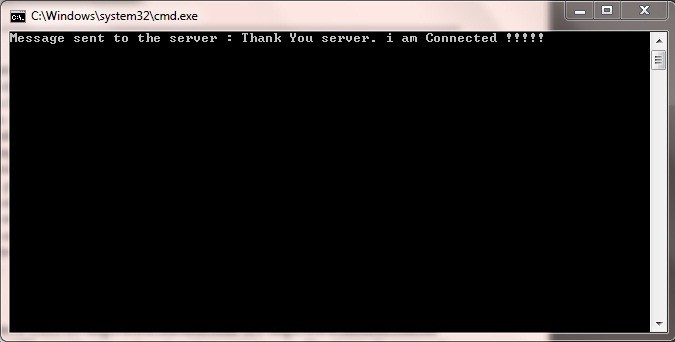 C:\Windows\system32\cmd.exe
Message sent to the server : Thank You server. i am Connected !!!!!